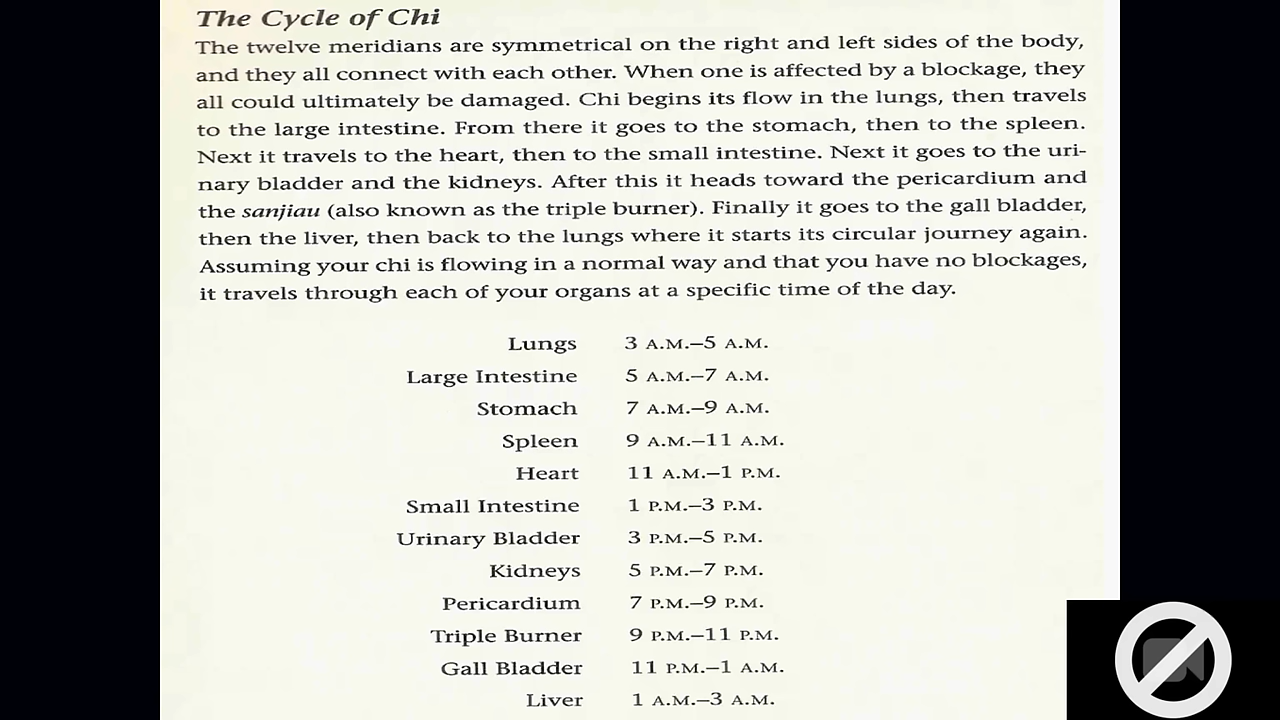 The Cycle of Chi
The twelve meridians are symmetrical on the right and left sides of the body,
and they all connect with each other. When one is affected by a blockage, they
all could ultimately be damaged. Chi begins its flow in the lungs, then travels
to the large intestine. From there it goes to the stomach, then to the spleen.
Next it travels to the heart, then to the small intestine. Next it goes to the uri-
nary bladder and the kidneys. After this it heads toward the pericardium and
the sanjiau (also known as the triple burner). Finally it goes to the gall bladder,
then the liver, then back to the lungs where it starts its circular journey again.
Assuming your chi is flowing in a normal way and that you have no blockages,
it travels through each of your organs at a specific time of the day.
Lungs 3 A.M.–5 A.M.
Large Intestine 5 A.M.–7 A.M.
Stomach 7 A.M.–9 A.M.
Spleen 9 A.M.–11 A.M.
Heart 11 A.M.–1 P.M.
Small Intestine 1 P.M.–3 P.M.
Urinary Bladder 3 P.M.–5 P.M.
Kidneys 5 P.M.–7 P.M.
Pericardium 7 P.M.–9 P.M.
Triple Burner 9 P.M.–11 P.M.
Gall Bladder 11 P.M.–1 A.M.
Liver 1 A.M.–3 A.M.